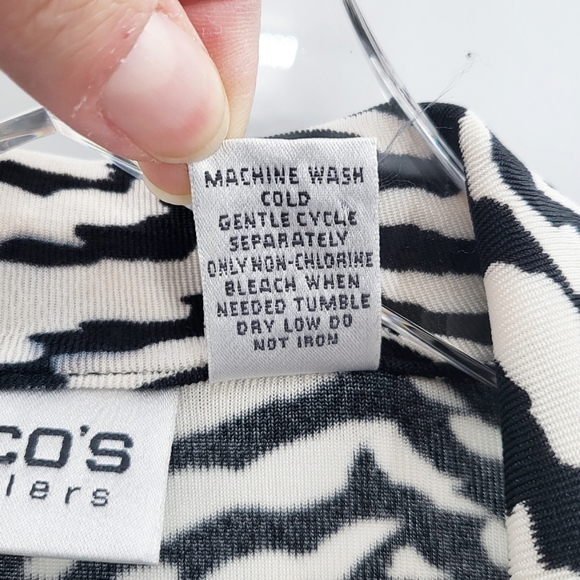 MACHINE WASH
COLD
GENTLE CYCLE
SEPARATELY
ONLY NON-CHLORINE
BLEACH WHEN
NEEDED TUMBLE
DRY LOW DO
NOT IRON
CO'S
lers